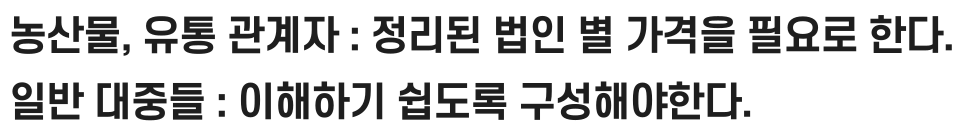 농산물, 유통 관계자 : 정리된 법인 별 가격을 필요로 한다.
일반 대중들 : 이해하기 쉽도록 구성해야한다.